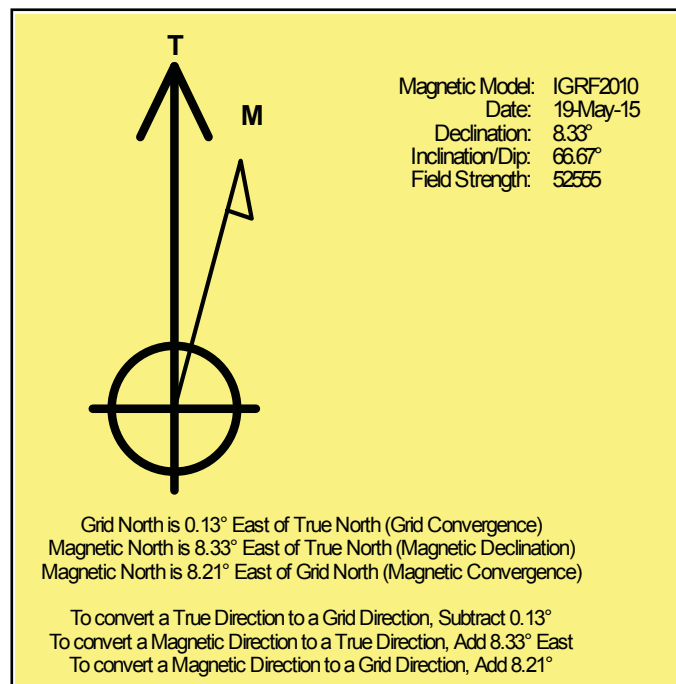 T
M
Magnetic Model: IGRF2010
Date: 19-May-15
Declination: 8.33°
Inclination/Dip: 66.67°
Field Strength: 52555
Grid North is 0.13° East of True North (Grid Convergence)
Magnetic North is 8.33° East of True North (Magnetic Declination)
Magnetic North is 8.21° East of Grid North (Magnetic Convergence)
To convert a True Direction to a Grid Direction, Subtract 0.13°
To convert a Magnetic Direction to a True Direction, Add 8.33° East
To convert a Magnetic Direction to a Grid Direction, Add 8.21°